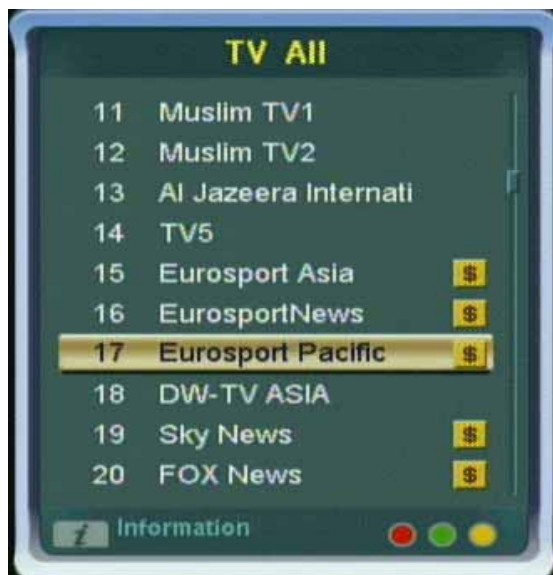 TV All
11 Muslim TV1
12 Muslim TV2
13 Al Jazeera Internati
14 TV5
15 Eurosport Asia $
16 EurosportNews $
17 Eurosport Pacific $
18 DW-TV ASIA
19 Sky News $
20 FOX News $
i Information